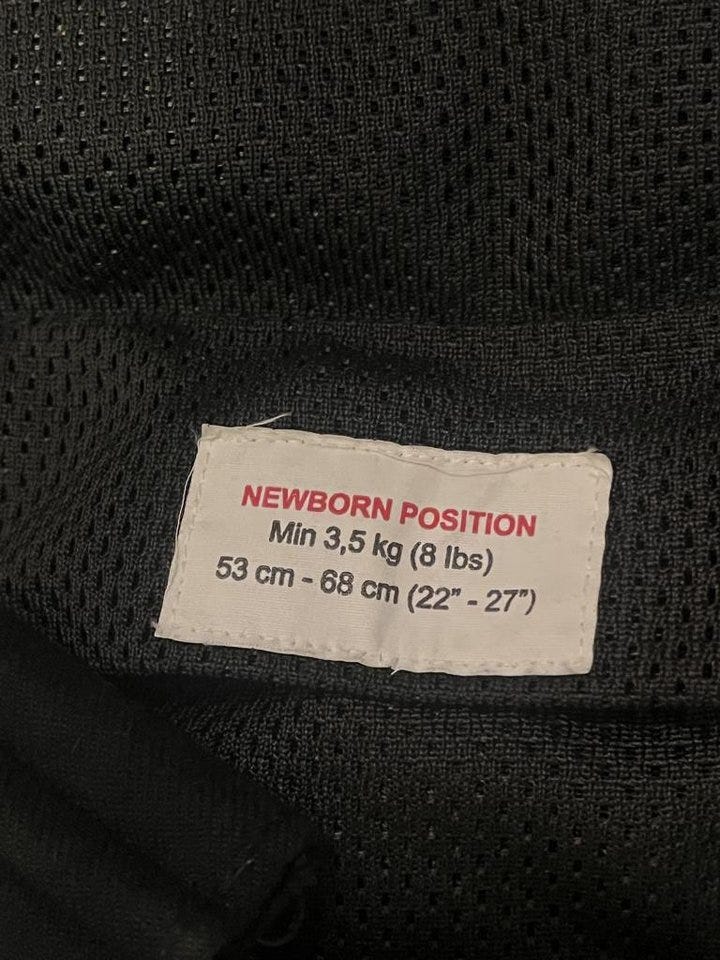 NEWBORN POSITION
Min 3,5 kg (8 lbs)
53 cm - 68 cm (22” - 27”)